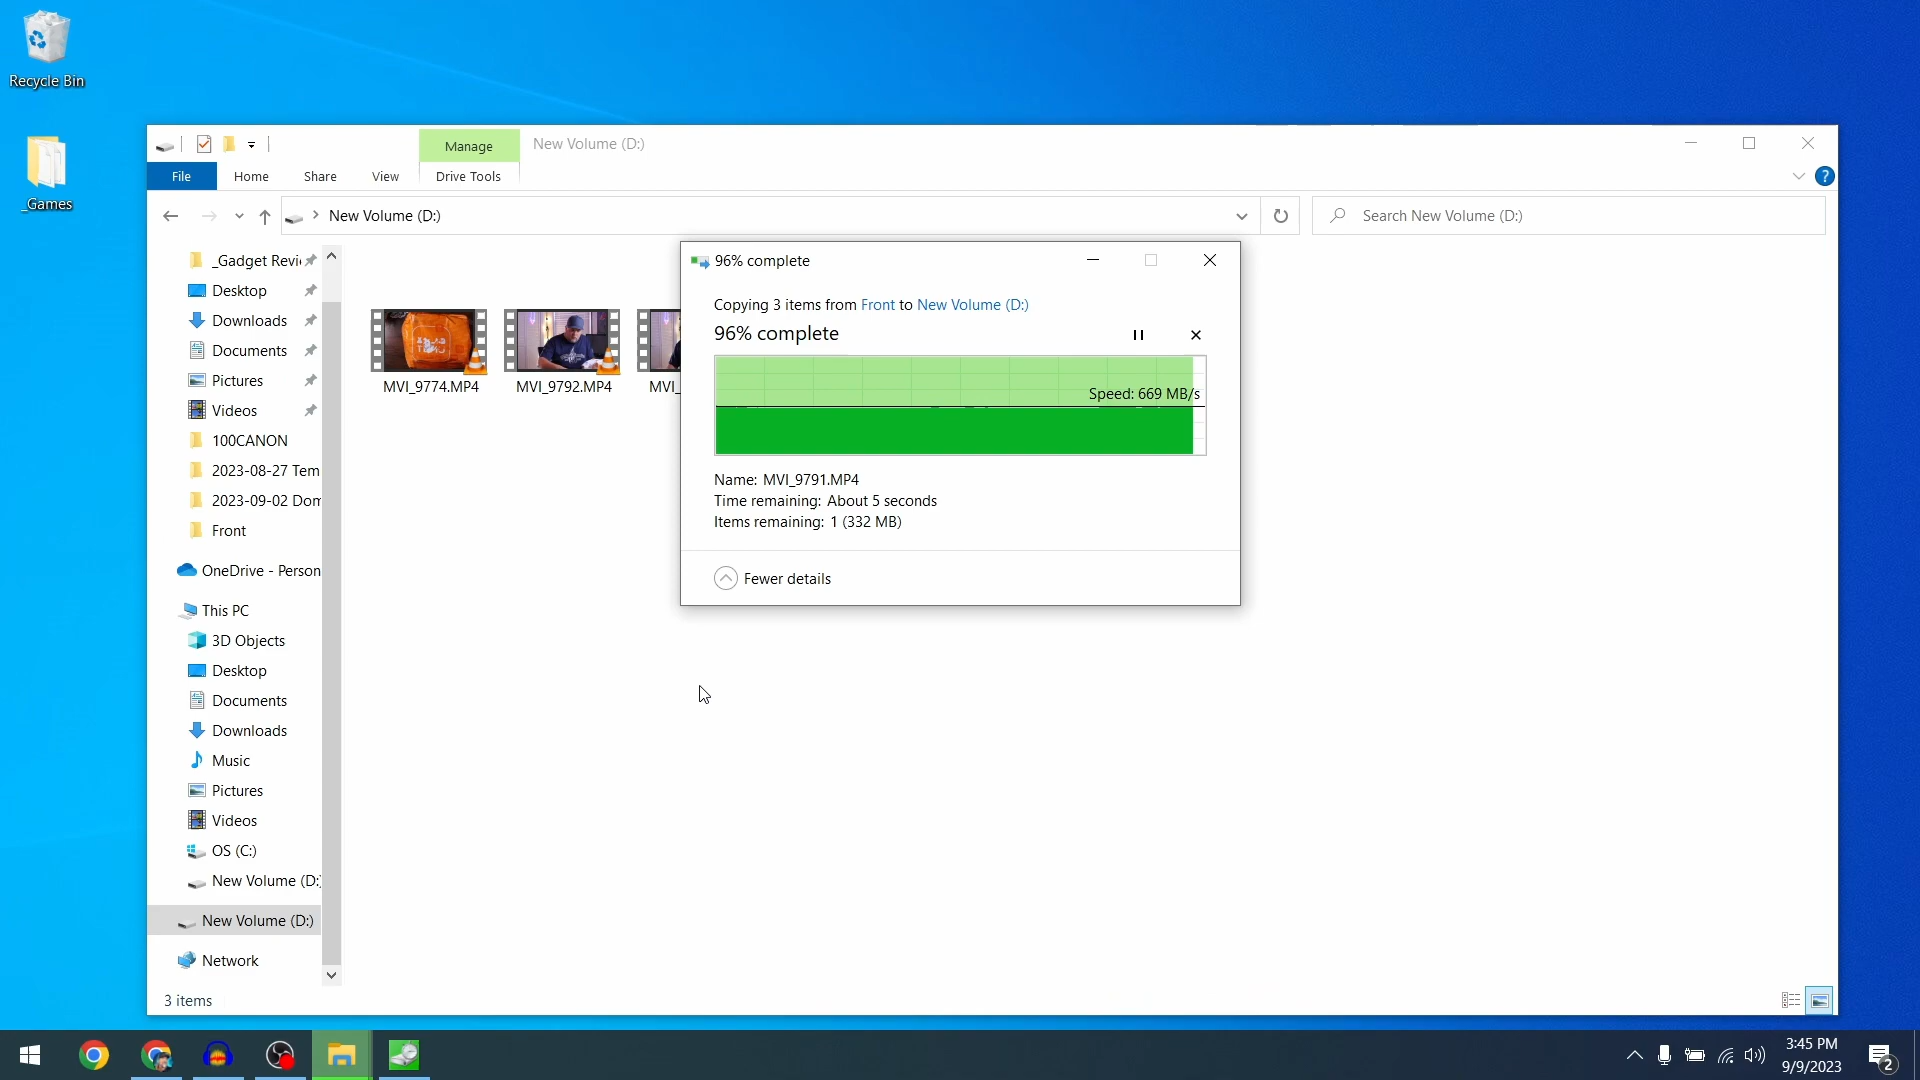 Recycle Bin
_Games
Manage
New Volume (D:)
File
Home
Share
View
Drive Tools
?
New Volume (D:)
Search New Volume (D:)
_Gadget Revi
Desktop
Downloads
Documents
Pictures
Videos
100CANON
2023-08-27 Tem
2023-09-02 Dom
Front
OneDrive - Person
This PC
3D Objects
Desktop
Documents
Downloads
Music
Pictures
Videos
OS (C:)
New Volume (D:)
New Volume (D:)
Network
3 items
MVI_9774.MP4
MVI_9792.MP4
MVI_
96% complete
Copying 3 items from Front to New Volume (D:)
96% complete
Speed: 669 MB/s
Name: MVI_9791.MP4
Time remaining: About 5 seconds
Items remaining: 1 (332 MB)
Fewer details
3:45 PM
9/9/2023
2